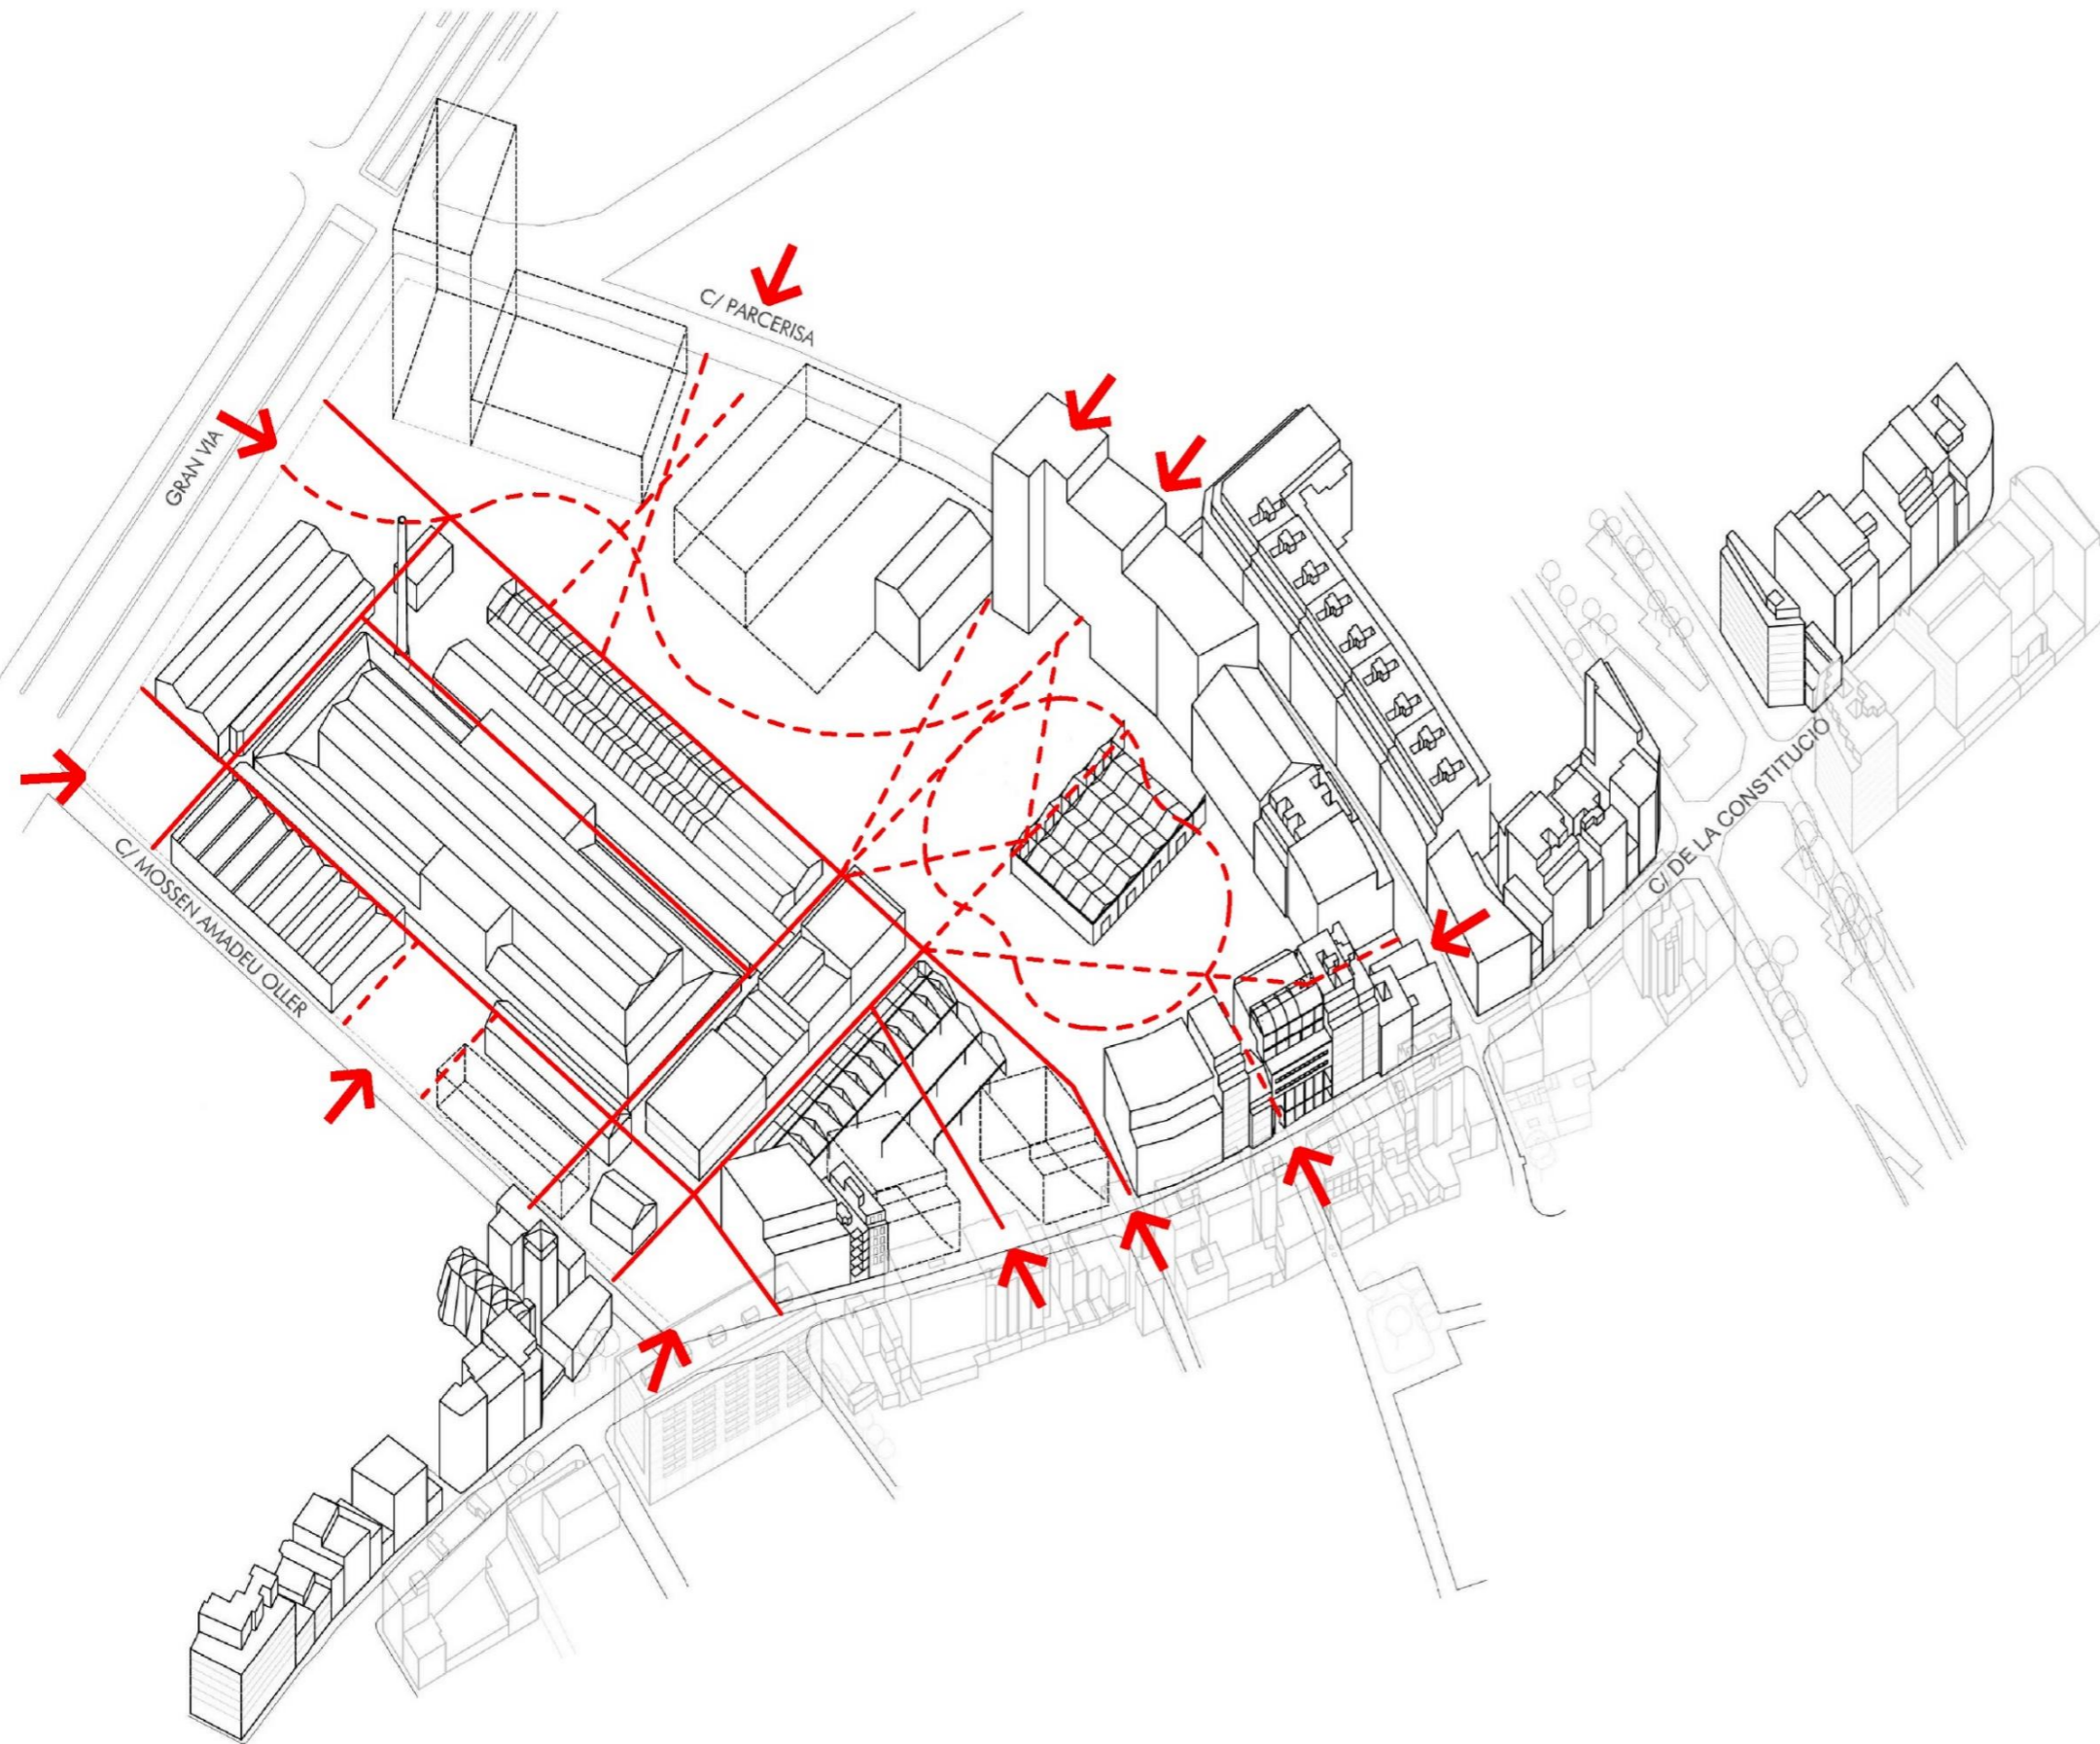 C/ PARCERISA
GRAN VIA
C/ DE LA CONSTITUCIÓ
C/ MOSSEN AMADEU OLLER